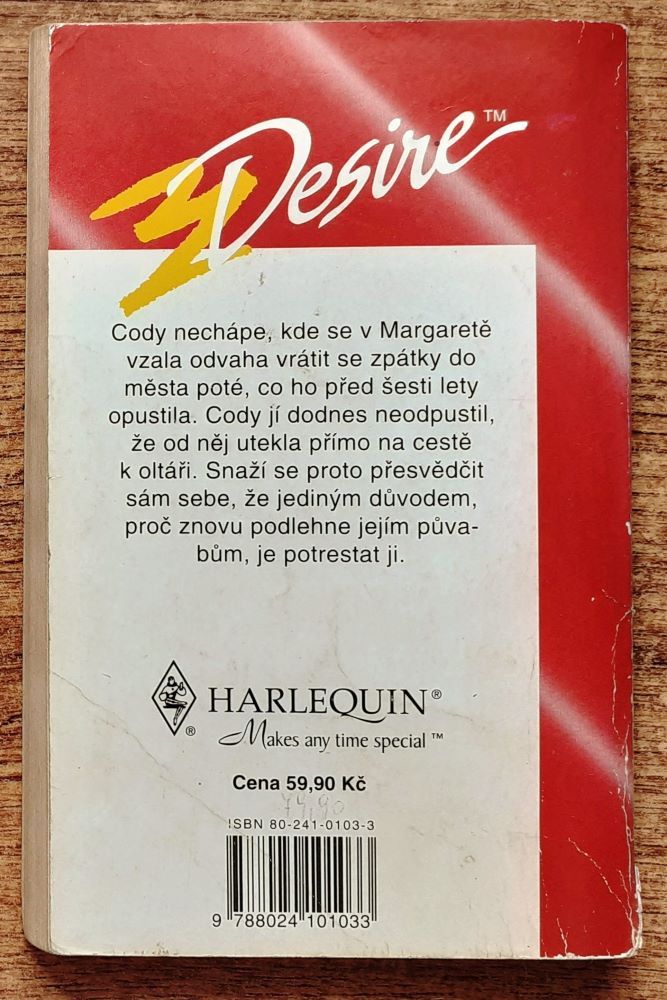 Desire™
Cody nechápe, kde se v Margaretě
vzala odvaha vrátit se zpátky do
města poté, co ho před šesti lety
opustila. Cody jí dodnes neodpustil,
že od něj utekla přímo na cestě
k oltáři. Snaží se proto přesvědčit
sám sebe, že jediným důvodem,
proč znovu podlehne jejím půva-
bům, je potrestat ji.
HARLEQUIN®
®
Makes any time special™
Cena 59,90 Kč
74,90
ISBN 80-241-0103-3
9 788024 101033